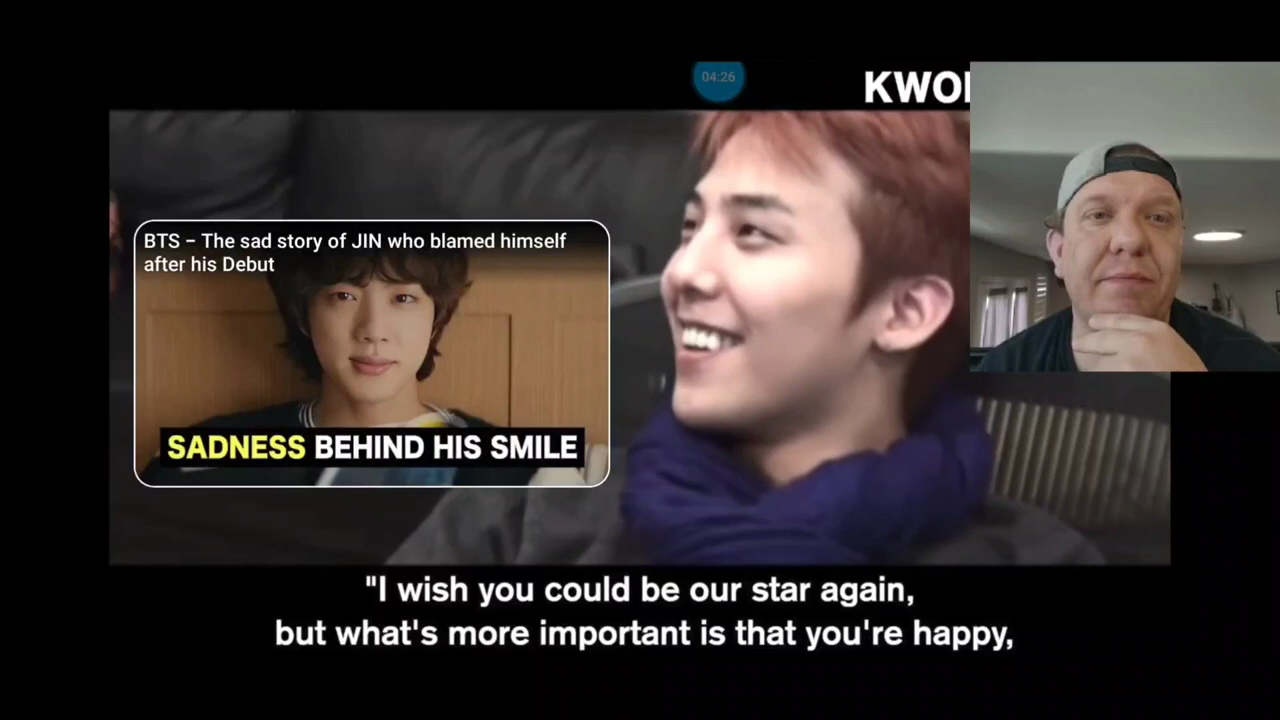 04:26
KWO
BTS – The sad story of JIN who blamed himself
after his Debut
SADNESS BEHIND HIS SMILE
"I wish you could be our star again,
but what's more important is that you're happy,